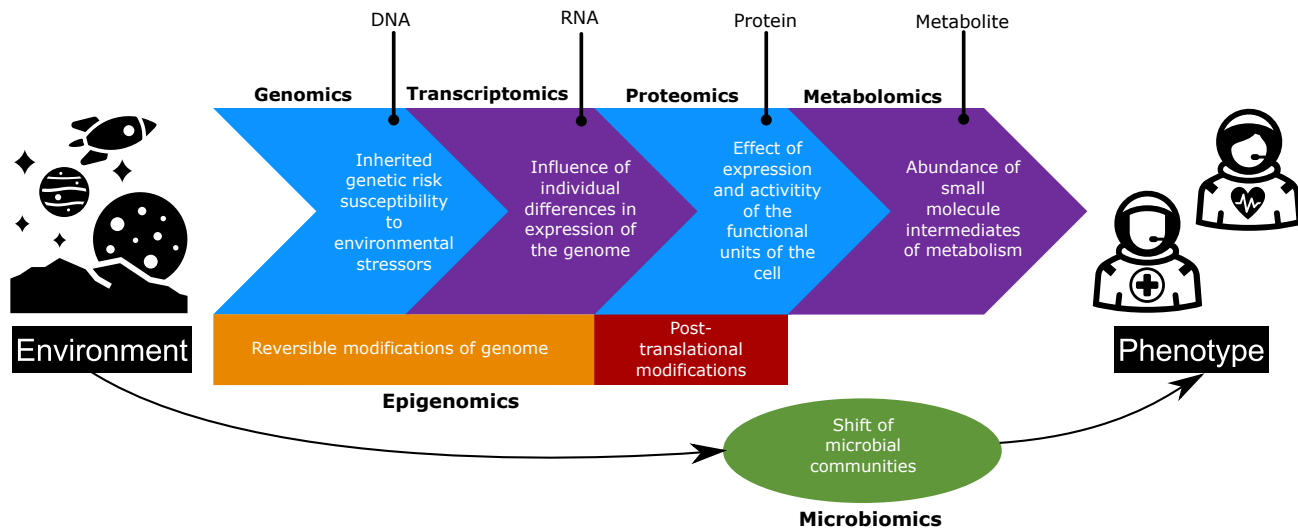 DNA
RNA
Protein
Metabolite
Genomics
Transcriptomics
Proteomics
Metabolomics
Inherited
genetic risk
susceptibility
to
environmental
stressors
Influence of
individual
differences in
expression of
the genome
Effect of
expression
and activitity
of the
functional
units of the
cell
Abundance of
small
molecule
intermediates
of metabolism
Environment
Reversible modifications of genome
Post-
translational
modifications
Phenotype
Epigenomics
Shift of
microbial
communities
Microbiomics